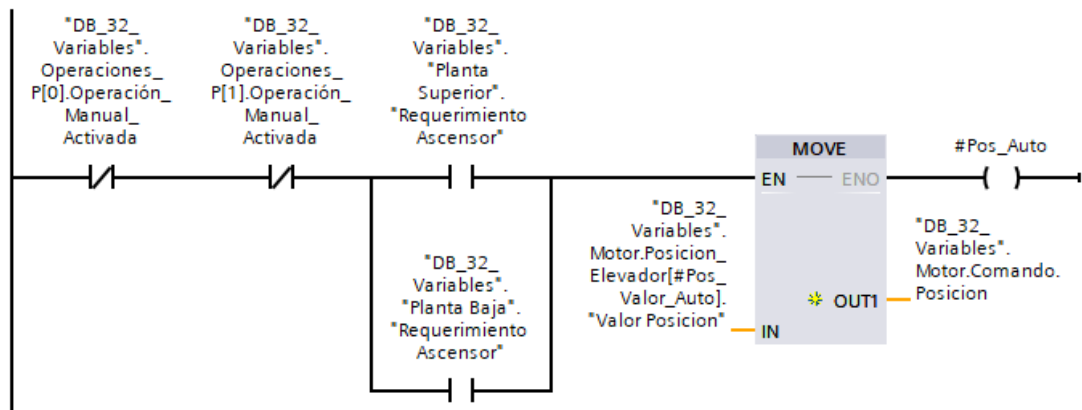 "DB_32_
Variables".
Operaciones_
P[0].Operación_
Manual_
Activada
"DB_32_
Variables".
Operaciones_
P[1].Operación_
Manual_
Activada
"DB_32_
Variables".
"Planta
Superior".
"Requerimiento
Ascensor"
"DB_32_
Variables".
"Planta Baja".
"Requerimiento
Ascensor"
MOVE
EN
ENO
"DB_32_
Variables".
Motor.Posicion_
Elevador[#Pos_
Valor_Auto].
"Valor Posicion"
IN
OUT1
#Pos_Auto
"DB_32_
Variables".
Motor.Comando.
Posicion